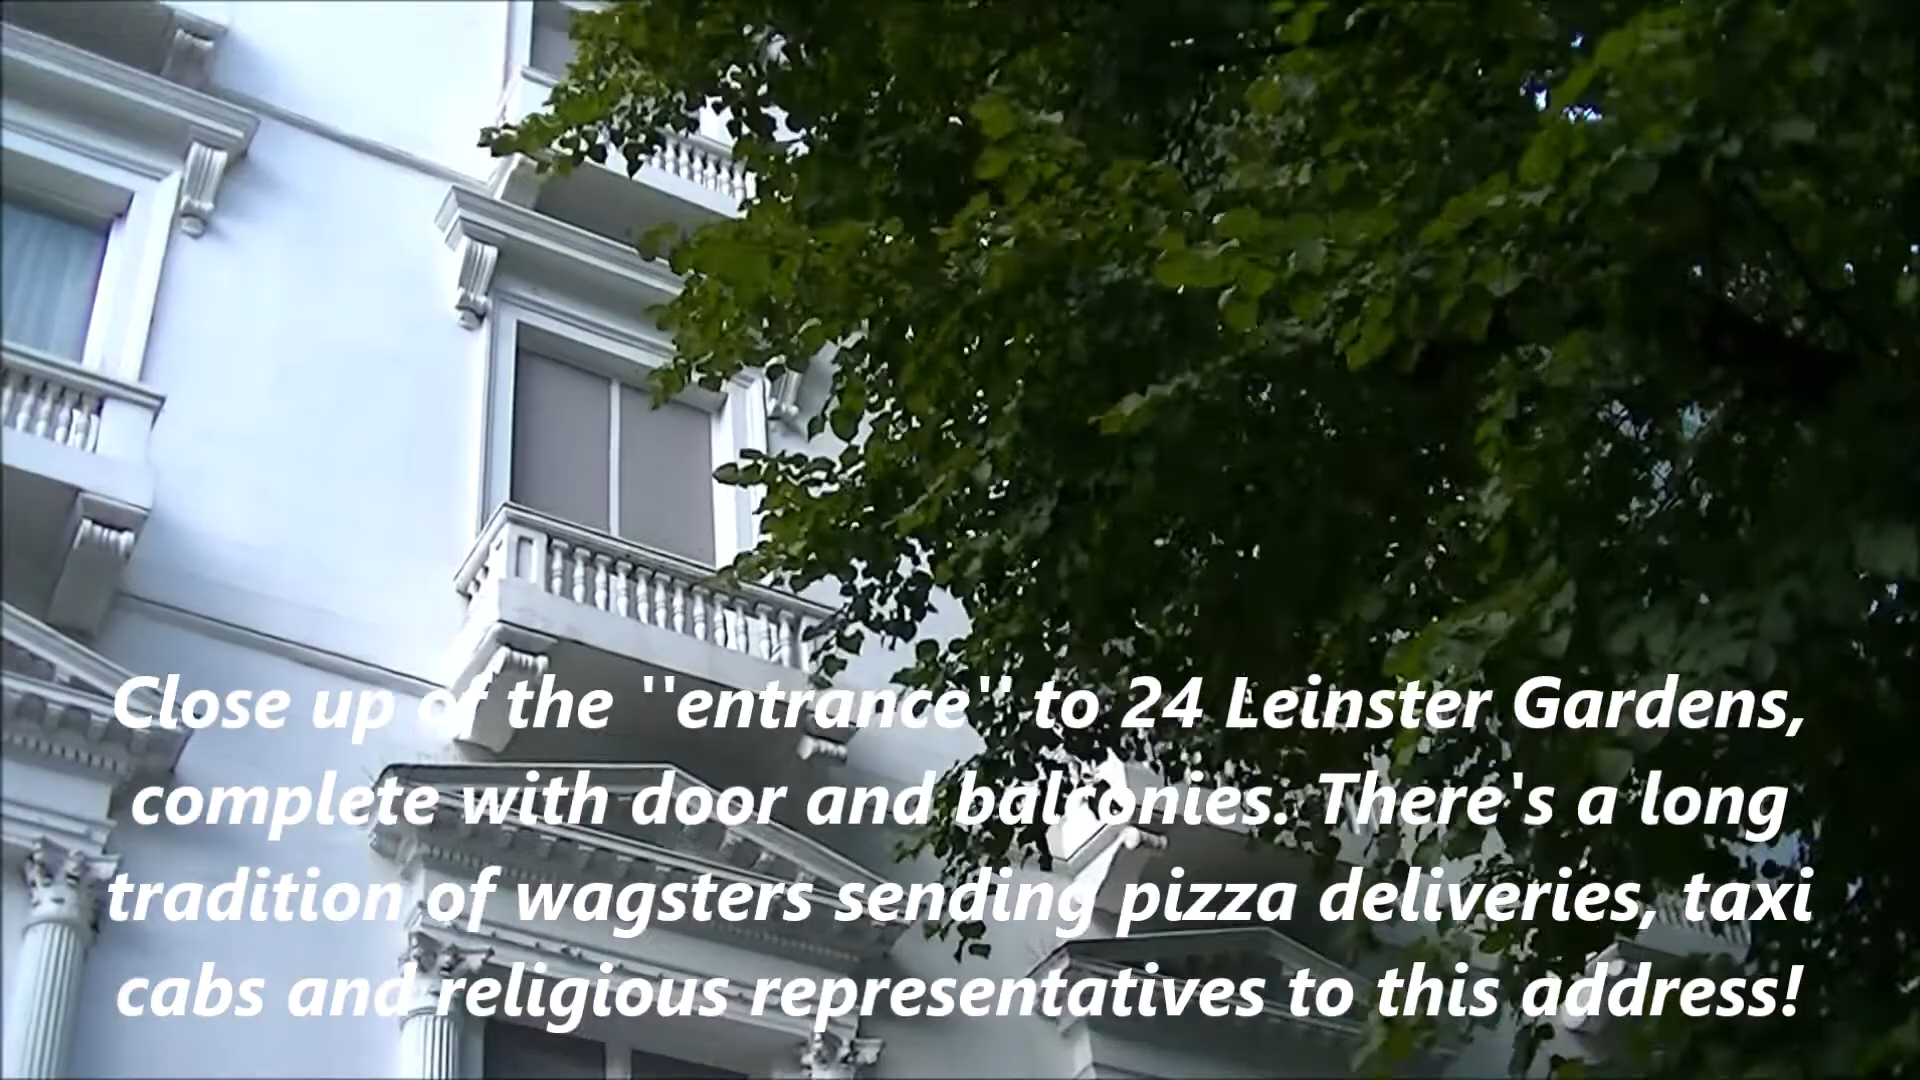 Close up of the ''entrance'' to 24 Leinster Gardens,
complete with door and balconies. There's a long
tradition of wagsters sending pizza deliveries, taxi
cabs and religious representatives to this address!